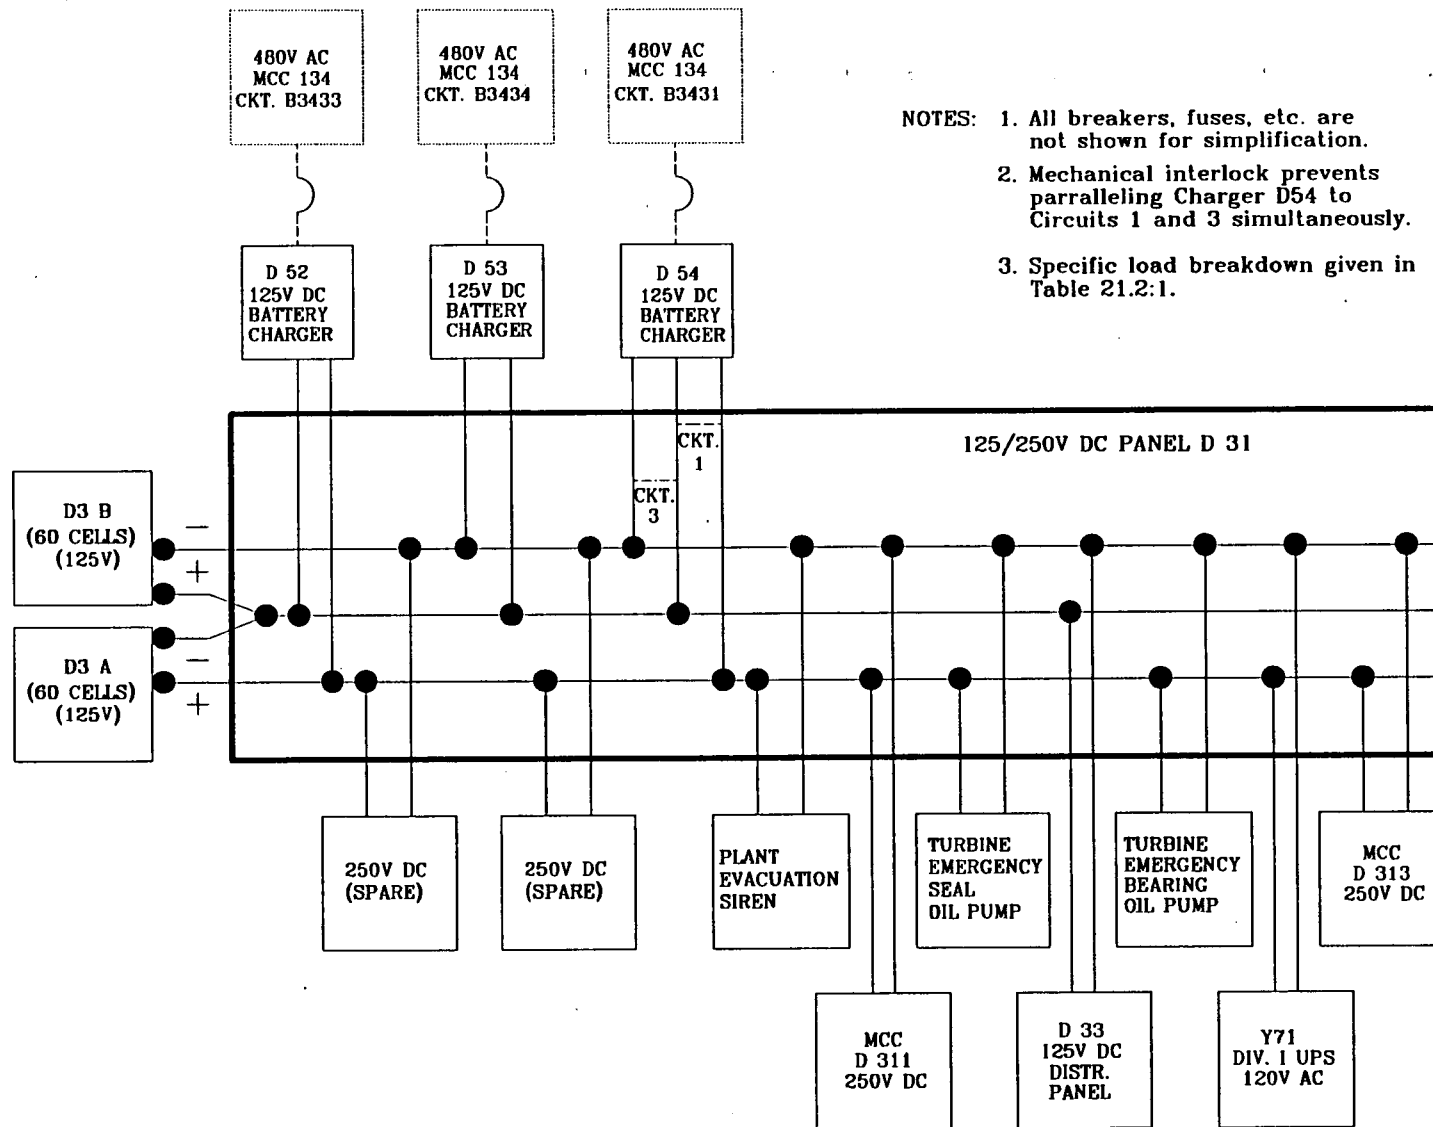 480V AC
MCC 134
CKT. B3433
480V AC
MCC 134
CKT. B3434
480V AC
MCC 134
CKT. B3431
NOTES: 1. All breakers, fuses, etc. are
not shown for simplification.
2. Mechanical interlock prevents
parralleling Charger D54 to
Circuits 1 and 3 simultaneously.
3. Specific load breakdown given in
Table 21.2:1.
D 52
125V DC
BATTERY
CHARGER
D 53
125V DC
BATTERY
CHARGER
D 54
125V DC
BATTERY
CHARGER
CKT.
1
CKT.
3
125/250V DC PANEL D 31
D3 B
(60 CELLS)
(125V)
−
+
D3 A
(60 CELLS)
(125V)
−
+
250V DC
(SPARE)
250V DC
(SPARE)
PLANT
EVACUATION
SIREN
TURBINE
EMERGENCY
SEAL
OIL PUMP
TURBINE
EMERGENCY
BEARING
OIL PUMP
MCC
D 313
250V DC
MCC
D 311
250V DC
D 33
125V DC
DISTR.
PANEL
Y71
DIV. I UPS
120V AC